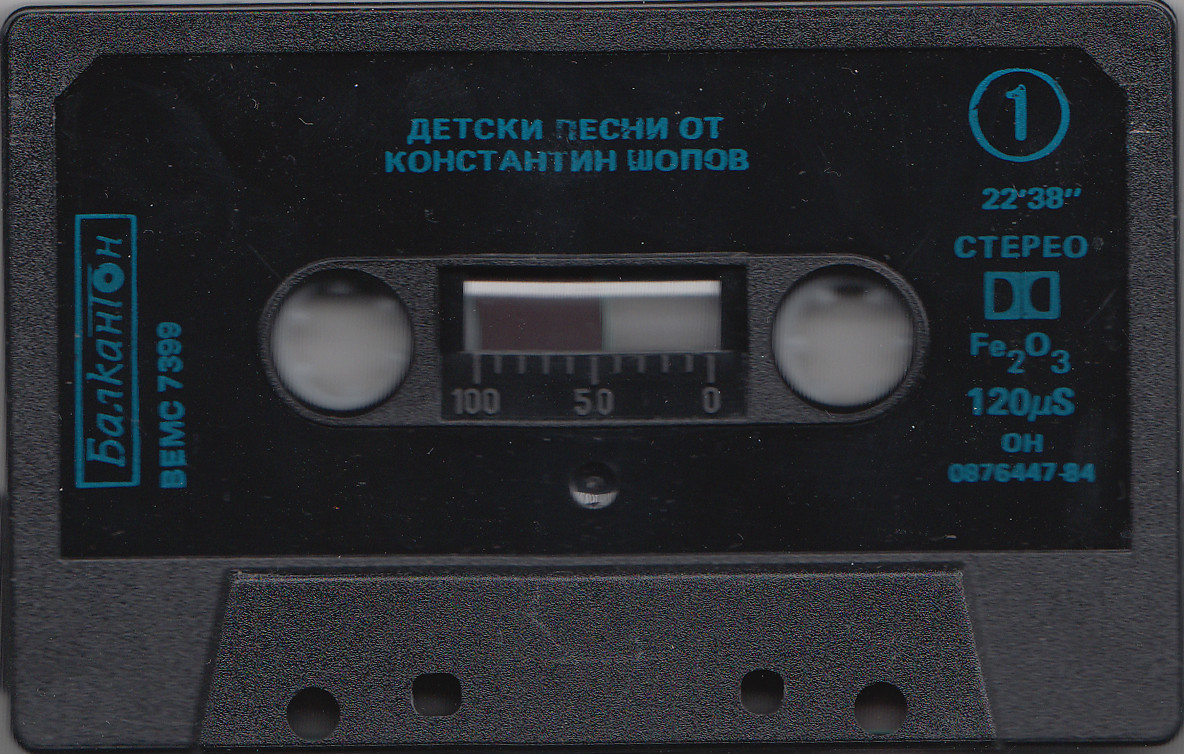 ДЕТСКИ ПЕСНИ ОТ
КОНСТАНТИН ШОПОВ
1
22'38"
СТЕРЕО
Fe2O3
120µS
ОН
0876447-84
Балкантон
ВЕМС 7399
100 50 0